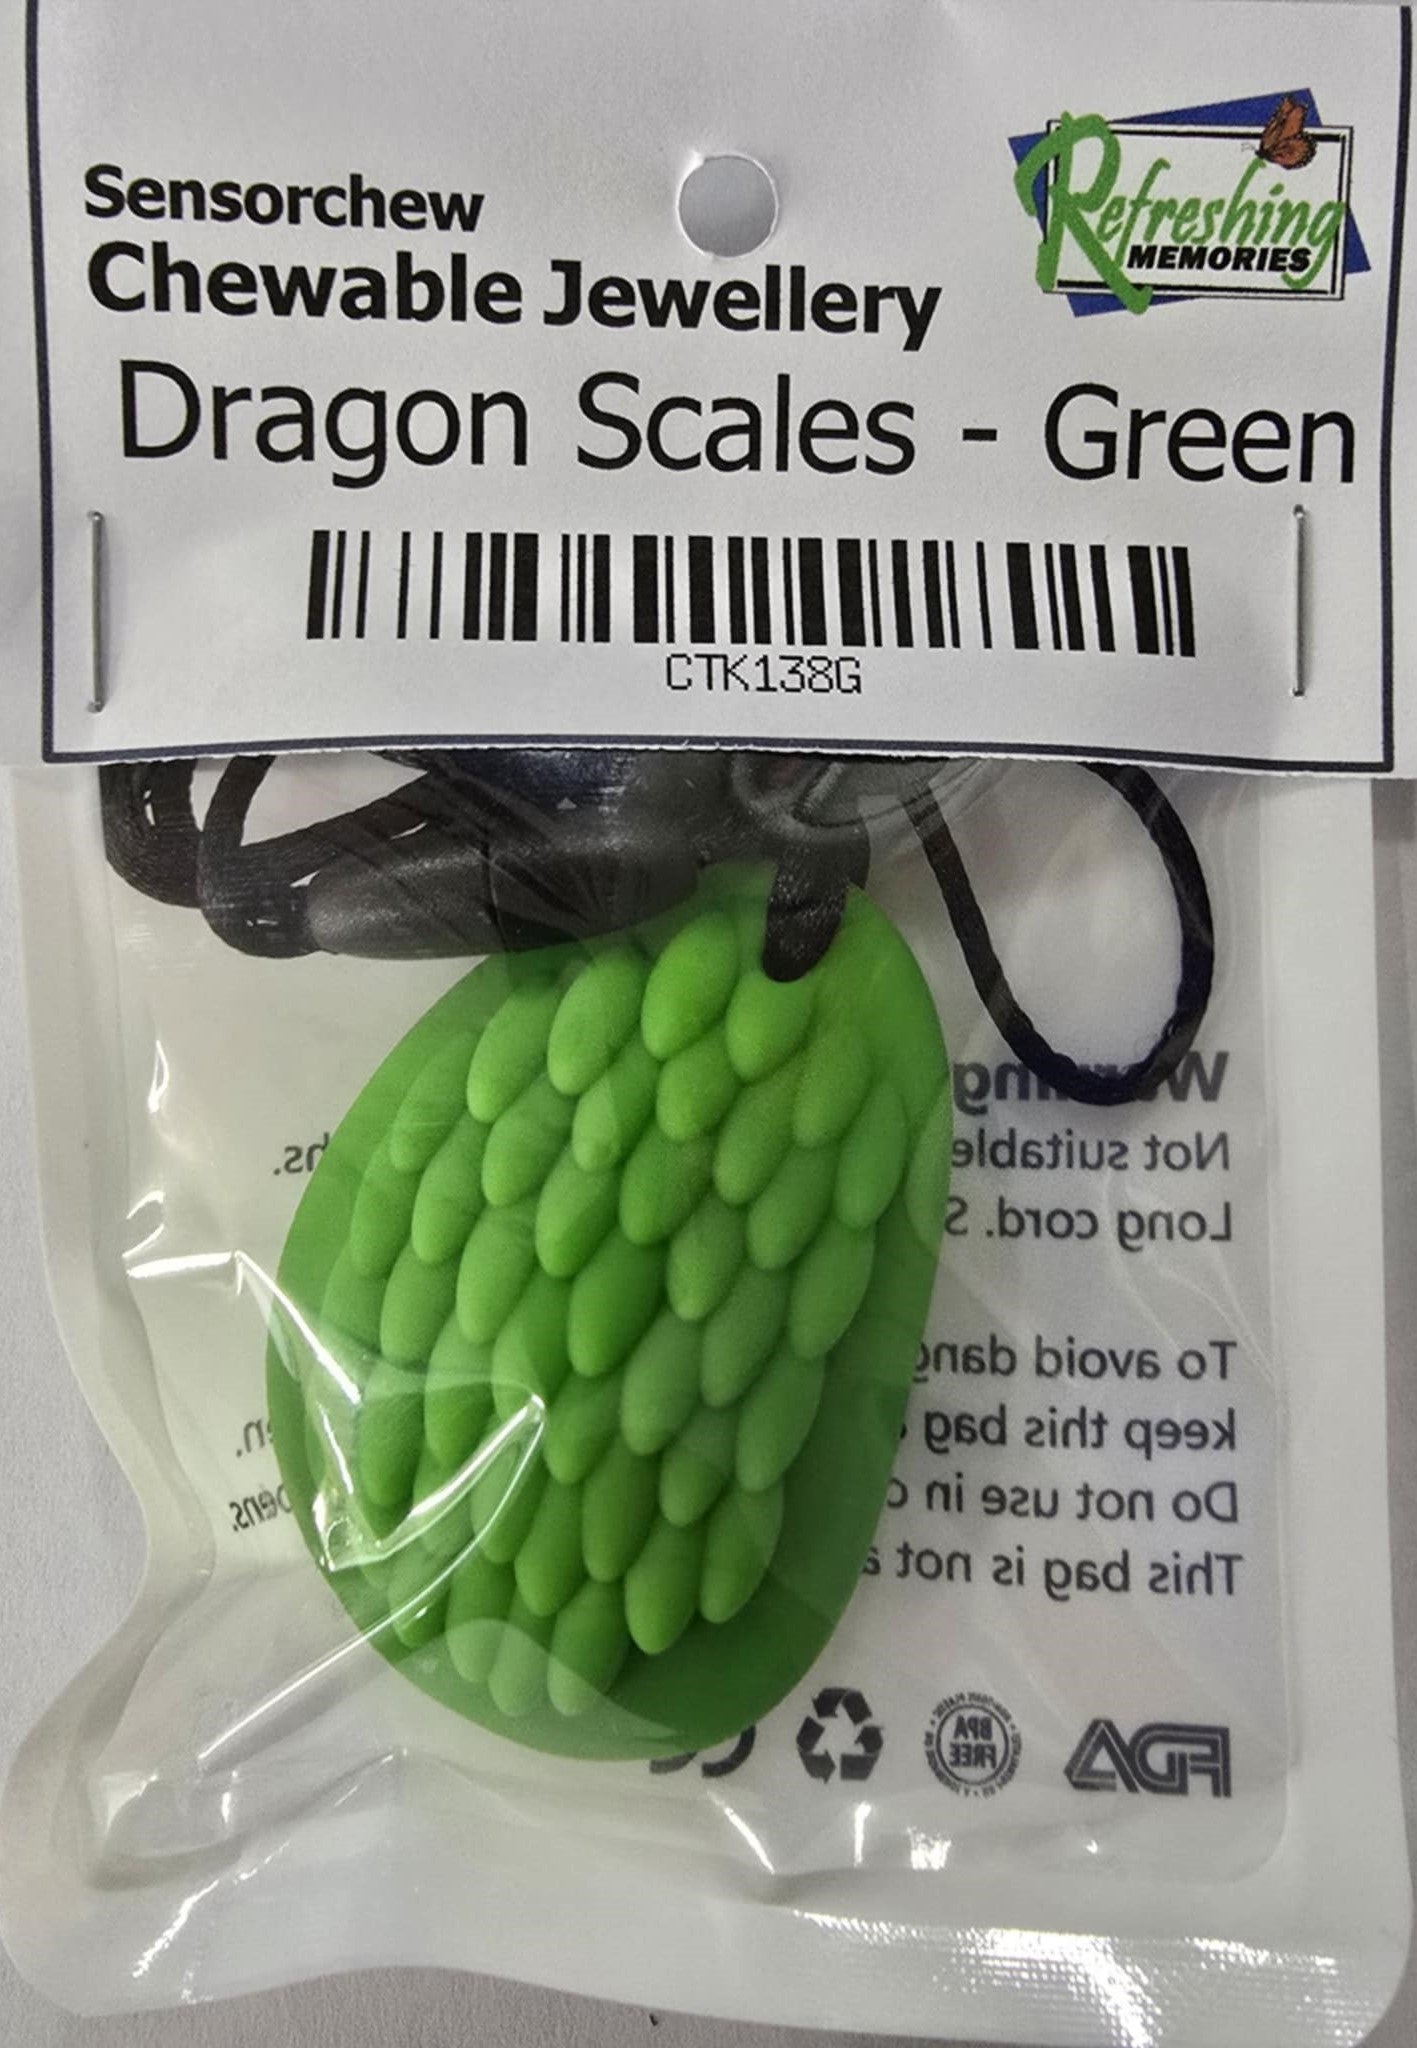 Refreshing
MEMORIES
Sensorchew
Chewable Jewellery
Dragon Scales - Green
CTK138G
Not suitable
Long cord.
To avoid
keep this bag
Do not use in
This bag is not
FDA
BPA
FREE